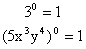 3⁰ = 1
(5x³y⁴)⁰ = 1